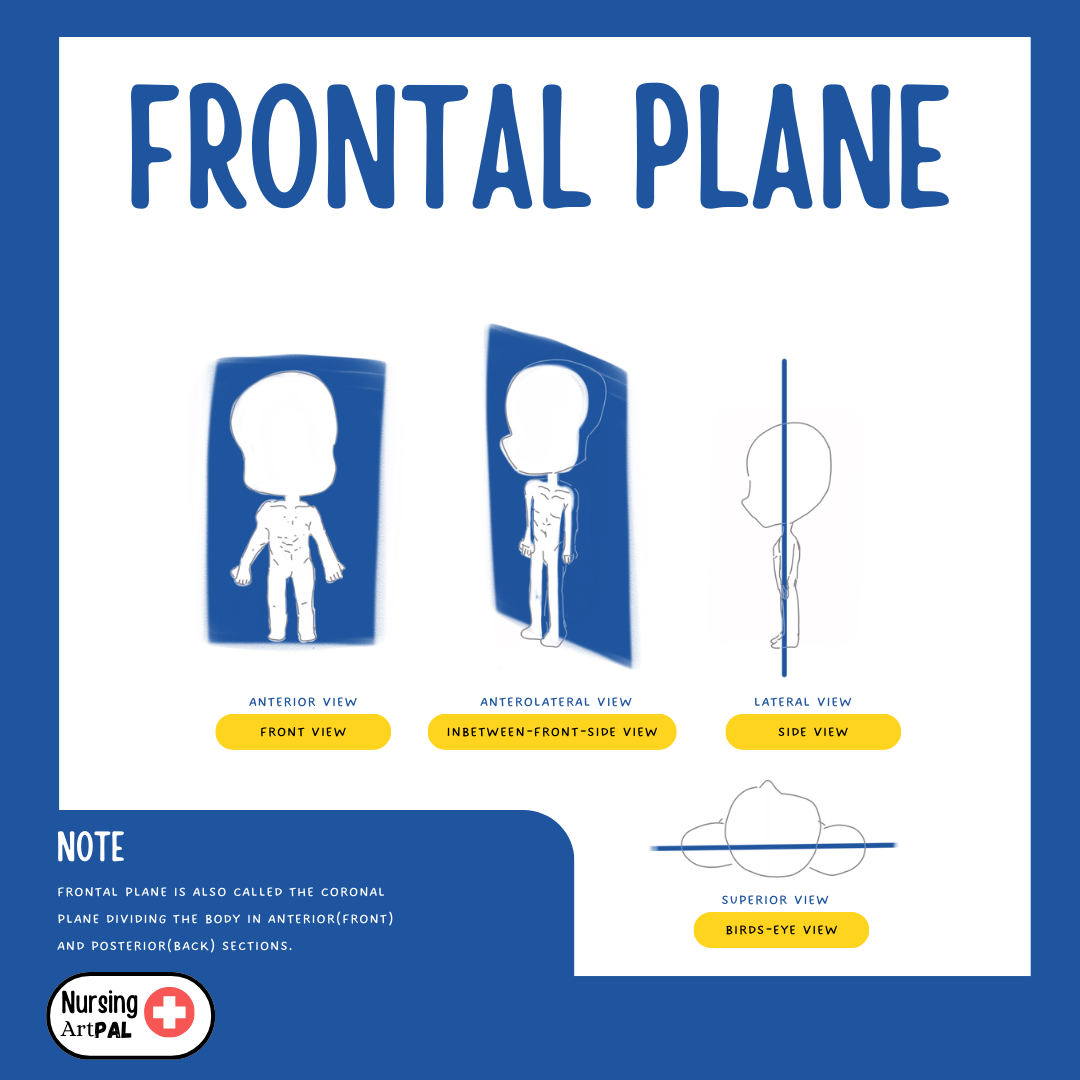 FRONTAL PLANE
ANTERIOR VIEW
FRONT VIEW
ANTEROLATERAL VIEW
INBETWEEN-FRONT-SIDE VIEW
LATERAL VIEW
SIDE VIEW
SUPERIOR VIEW
BIRDS-EYE VIEW
NOTE
FRONTAL PLANE IS ALSO CALLED THE CORONAL
PLANE DIVIDING THE BODY IN ANTERIOR(FRONT)
AND POSTERIOR(BACK) SECTIONS.
Nursing
ArtPAL